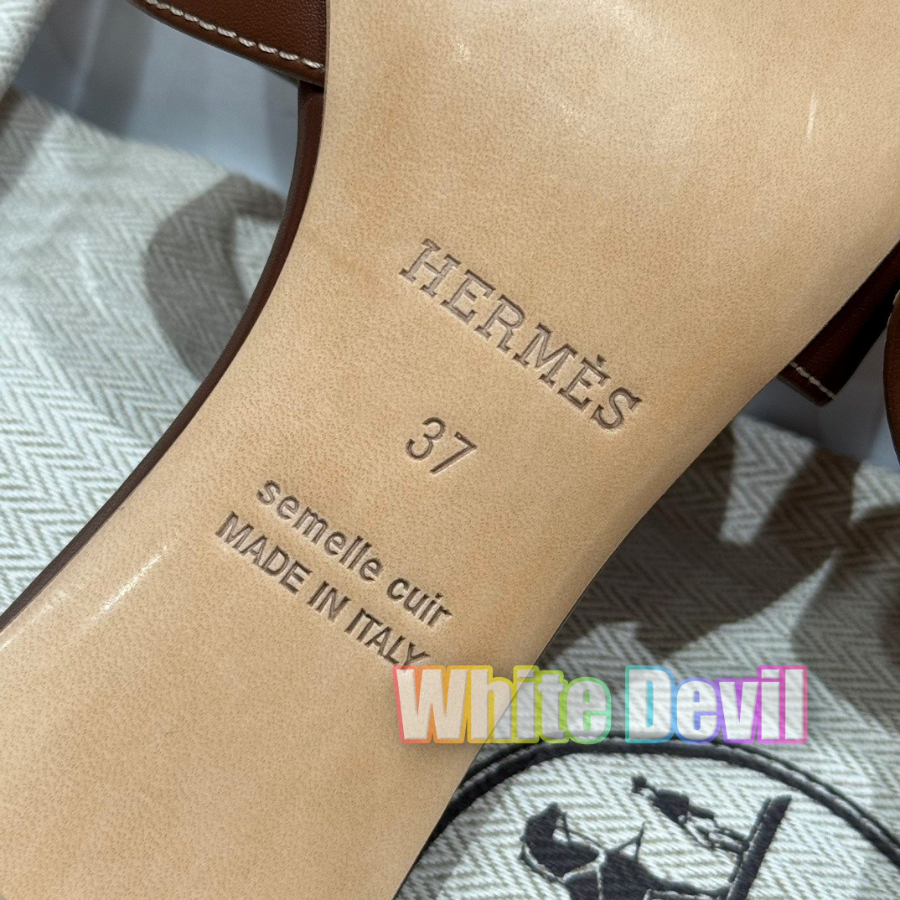 HERMÈS
37
semelle cuir
MADE IN ITALY
White Devil